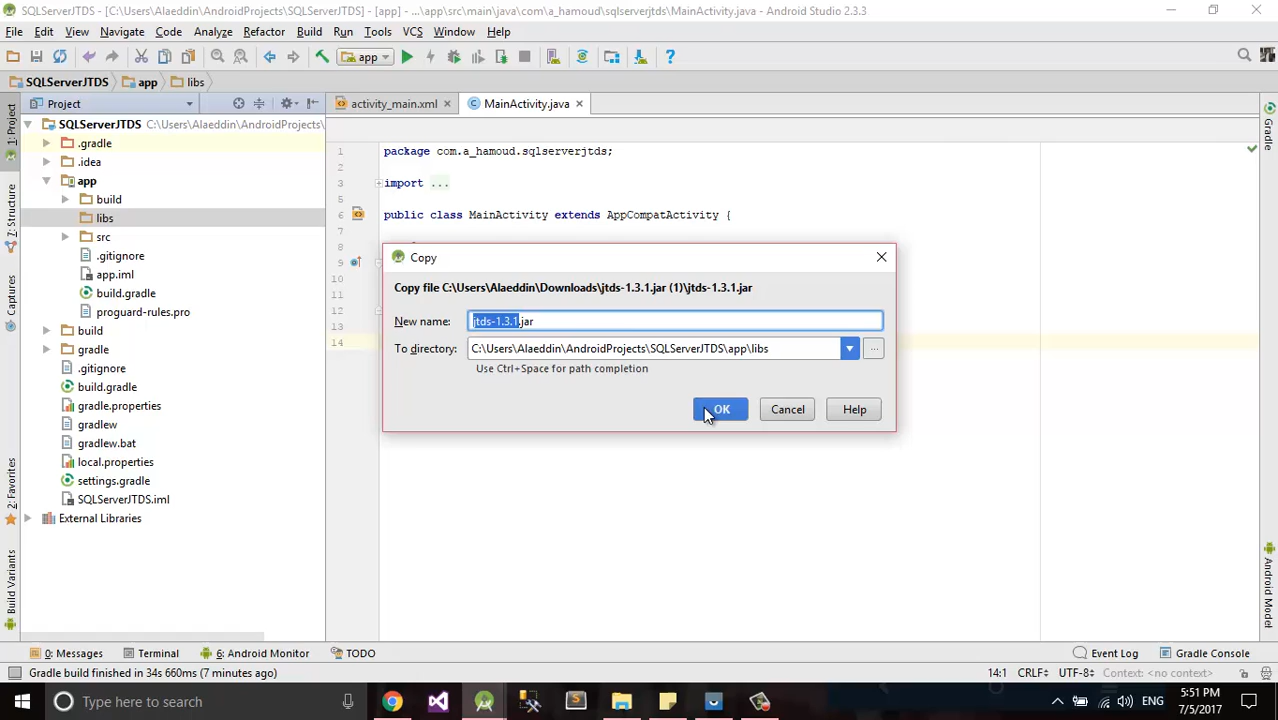 SQLServerJTDS - [C:\Users\Alaeddin\AndroidProjects\SQLServerJTDS] - [app] - ...\app\src\main\java\com\a_hamoud\sqlserverjtds\MainActivity.java - Android Studio 2.3.3
File Edit View Navigate Code Analyze Refactor Build Run Tools VCS Window Help
app
SQLServerJTDS app libs
Project activity_main.xml MainActivity.java
1: Project
7: Structure
Captures
2: Favorites
Build Variants
Gradle
Android Model
SQLServerJTDS C:\Users\Alaeddin\AndroidProjects\
.gradle
.idea
app
build
libs
src
.gitignore
app.iml
build.gradle
proguard-rules.pro
build
gradle
.gitignore
build.gradle
gradle.properties
gradlew
gradlew.bat
local.properties
settings.gradle
SQLServerJTDS.iml
External Libraries
1 package com.a_hamoud.sqlserverjtds;
2
3 import ...
5
6 public class MainActivity extends AppCompatActivity {
7
8
9
10
11
12
13
14
Copy
Copy file C:\Users\Alaeddin\Downloads\jtds-1.3.1.jar (1)\jtds-1.3.1.jar
New name: jtds-1.3.1.jar
To directory: C:\Users\Alaeddin\AndroidProjects\SQLServerJTDS\app\libs
Use Ctrl+Space for path completion
OK Cancel Help
0: Messages Terminal 6: Android Monitor TODO Event Log Gradle Console
Gradle build finished in 34s 660ms (7 minutes ago) 14:1 CRLF UTF-8 Context: <no context>
Type here to search ENG 5:51 PM
7/5/2017